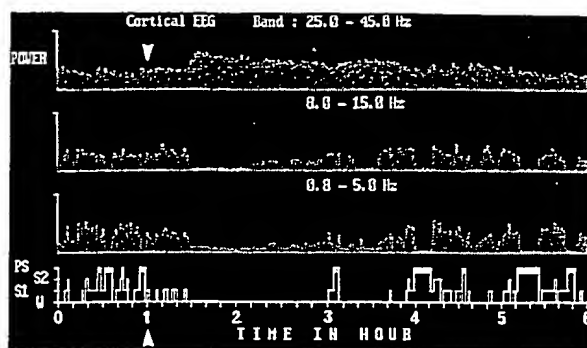 Cortical EEG Band : 25.0 - 45.0 Hz
POWER
8.0 - 15.0 Hz
0.8 - 5.0 Hz
PS
S2
S1
W
0 1 2 3 4 5 6
TIME IN HOUR